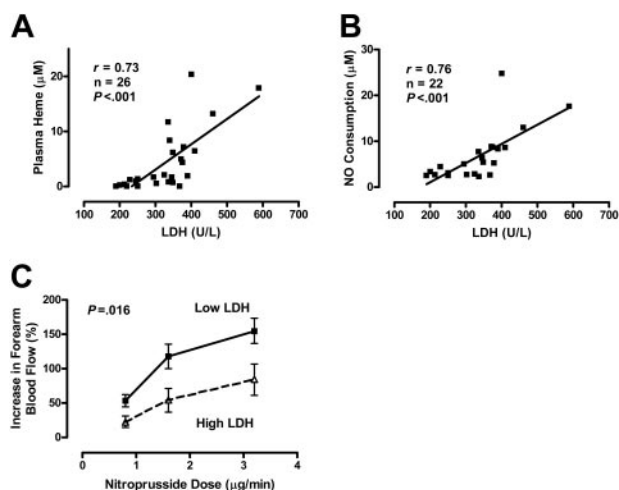 A
r = 0.73
n = 26
P<.001
Plasma Heme (μM)
20
10
0
100 200 300 400 500 600 700
LDH (U/L)
B
r = 0.76
n = 22
P<.001
NO Consumption (μM)
30
20
10
0
100 200 300 400 500 600 700
LDH (U/L)
C
P=.016
Low LDH
High LDH
Increase in Forearm
Blood Flow (%)
200
150
100
50
0
0 1 2 3 4
Nitroprusside Dose (μg/min)